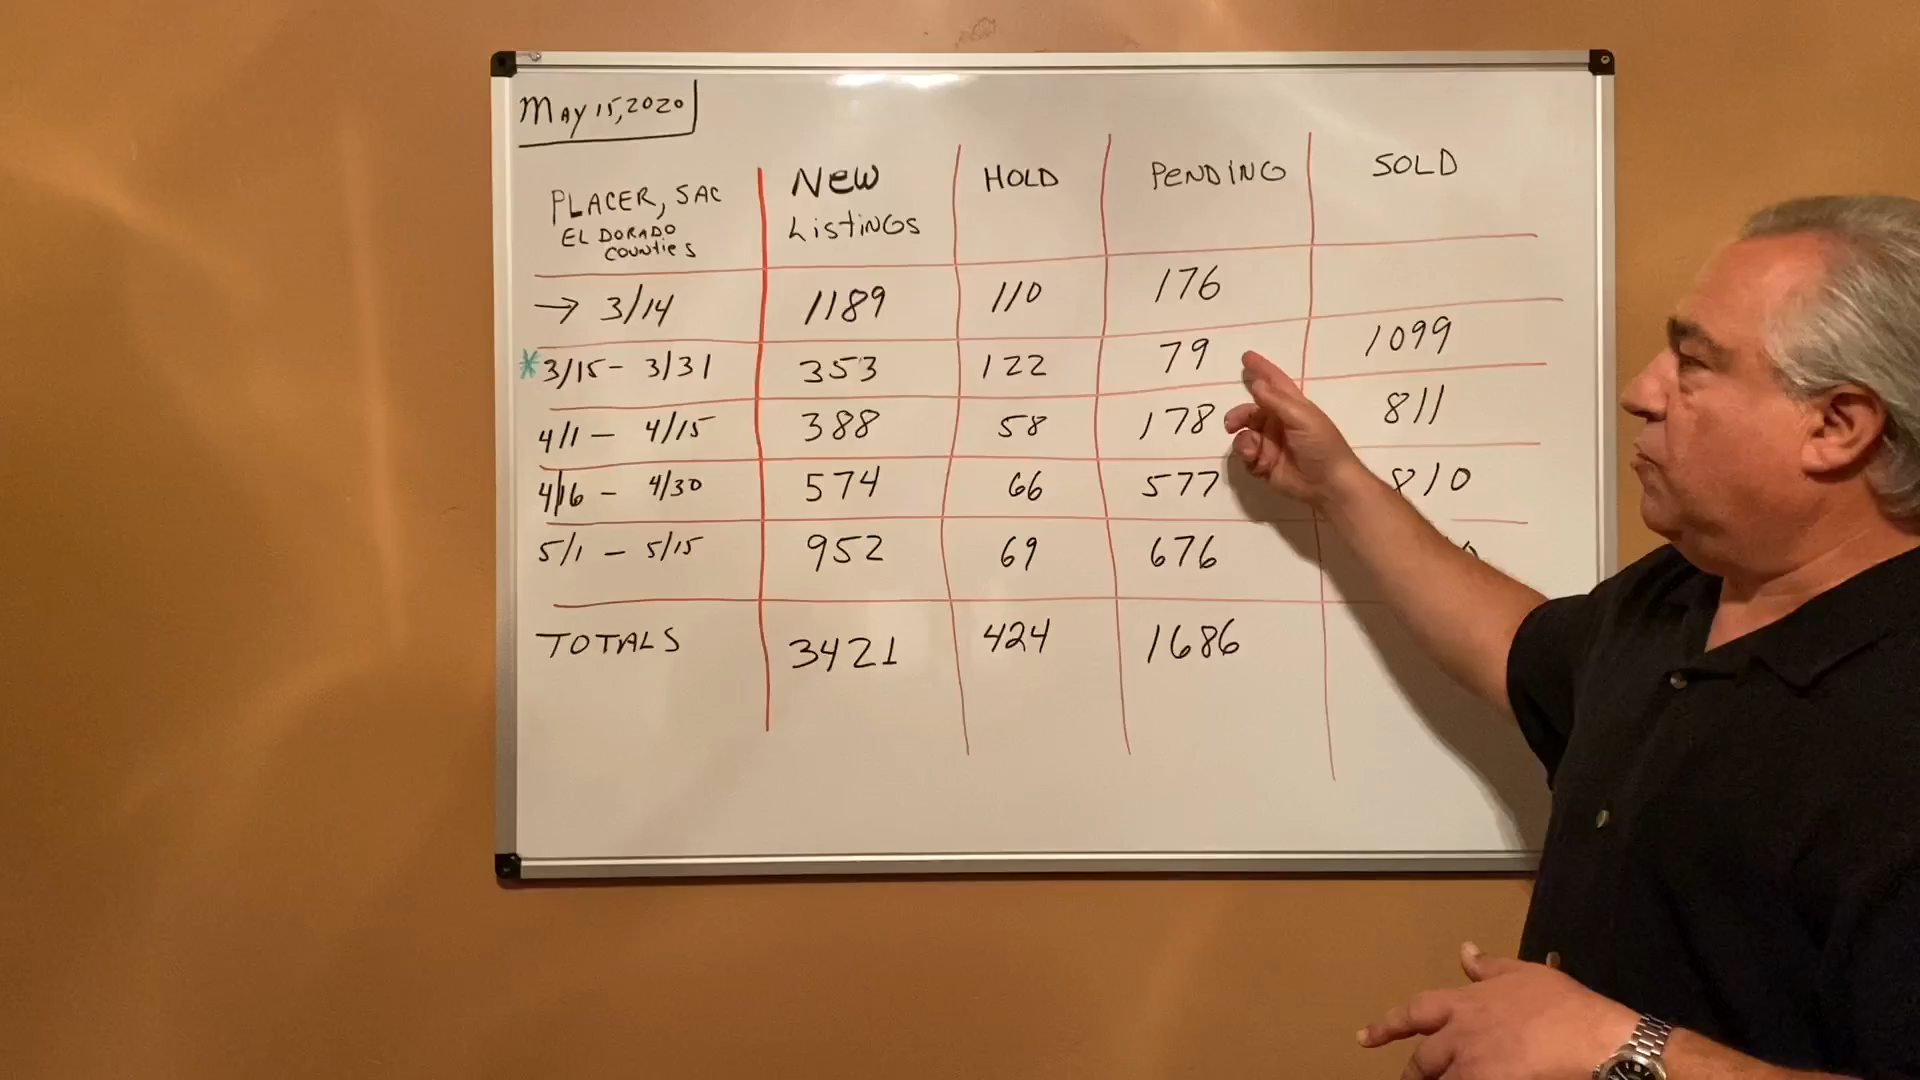 May 15, 2020
PLACER, SAC
EL DORADO
COUNTIES
New
Listings
HOLD
PENDING
SOLD
→ 3/14 1189 110 176
*3/15 - 3/31 353 122 79 1099
4/1 - 4/15 388 58 178 811
4/16 - 4/30 574 66 577 810
5/1 - 5/15 952 69 676
TOTALS 3421 424 1686